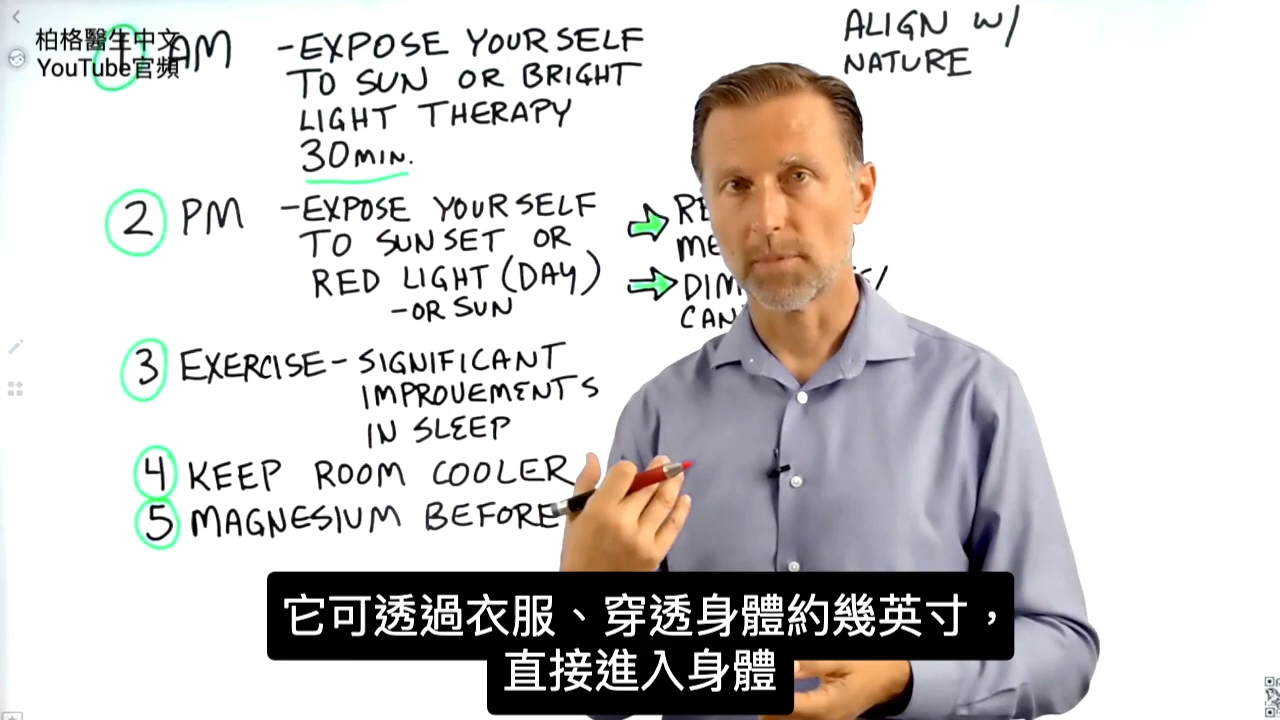 柏格醫生中文
YouTube官頻
1 AM
-EXPOSE YOURSELF
TO SUN OR BRIGHT
LIGHT THERAPY
30 MIN.
ALIGN W/
NATURE
2 PM
-EXPOSE YOURSELF
TO SUNSET OR
RED LIGHT (DAY)
-OR SUN
3 EXERCISE- SIGNIFICANT
IMPROVEMENTS
IN SLEEP
4 KEEP ROOM COOLER
5 MAGNESIUM BEFORE
它可透過衣服、穿透身體約幾英寸，
直接進入身體